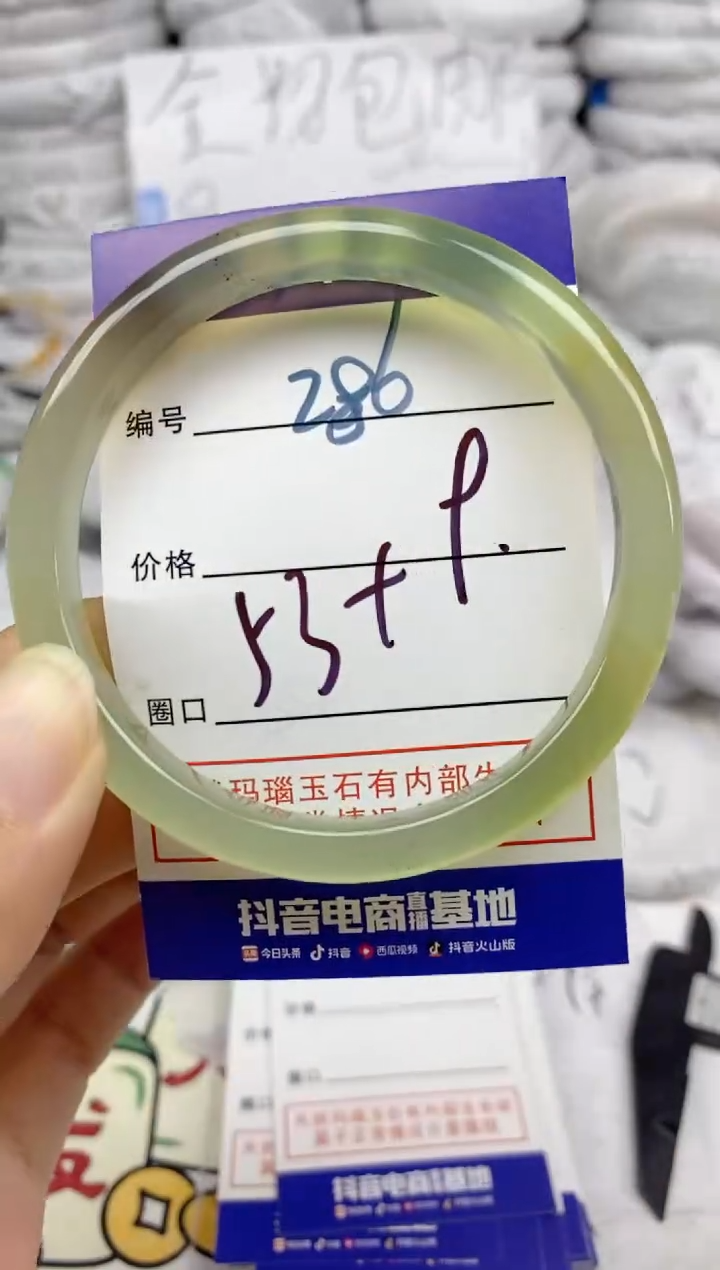 全场包邮
编号 286
价格 P.
圈口 53+
玛瑙玉石有内部
抖音电商直播基地
今日头条 抖音 西瓜视频 抖音火山版
抖音电商直播基地